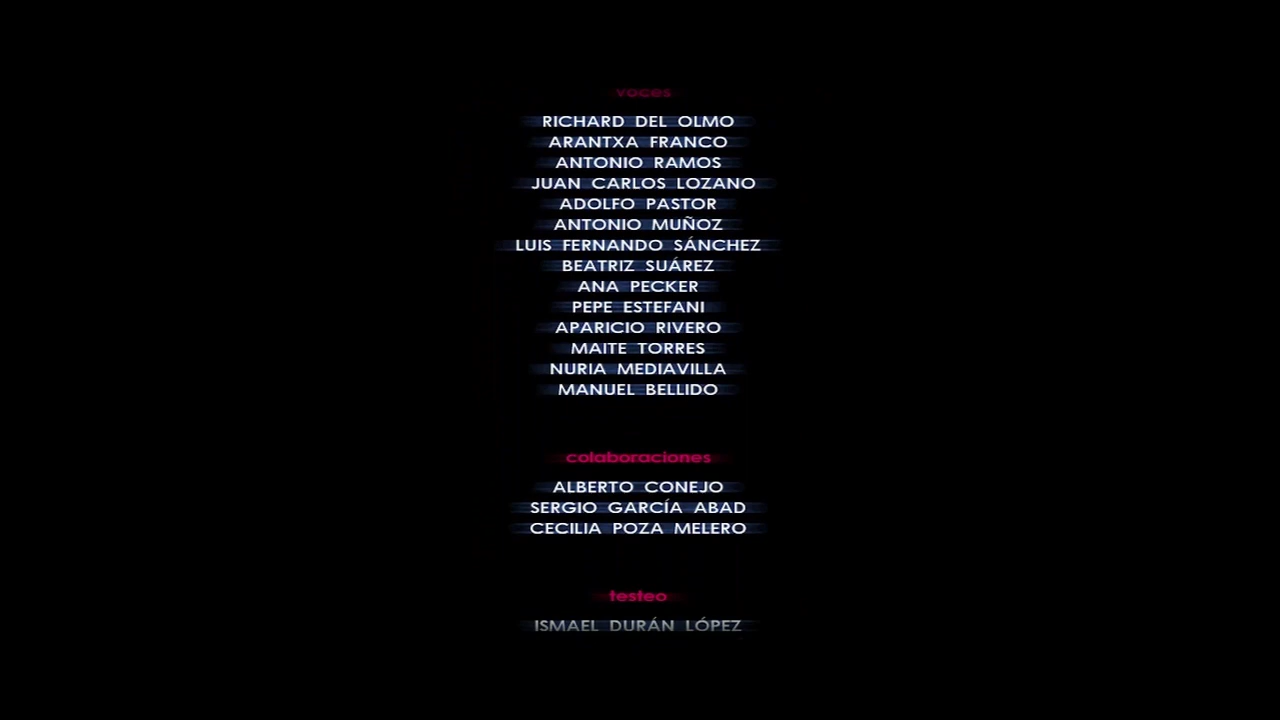 voces
RICHARD DEL OLMO
ARANTXA FRANCO
ANTONIO RAMOS
JUAN CARLOS LOZANO
ADOLFO PASTOR
ANTONIO MUÑOZ
LUIS FERNANDO SÁNCHEZ
BEATRIZ SUÁREZ
ANA PECKER
PEPE ESTEFANI
APARICIO RIVERO
MAITE TORRES
NURIA MEDIAVILLA
MANUEL BELLIDO
colaboraciones
ALBERTO CONEJO
SERGIO GARCÍA ABAD
CECILIA POZA MELERO
testeo
ISMAEL DURÁN LÓPEZ